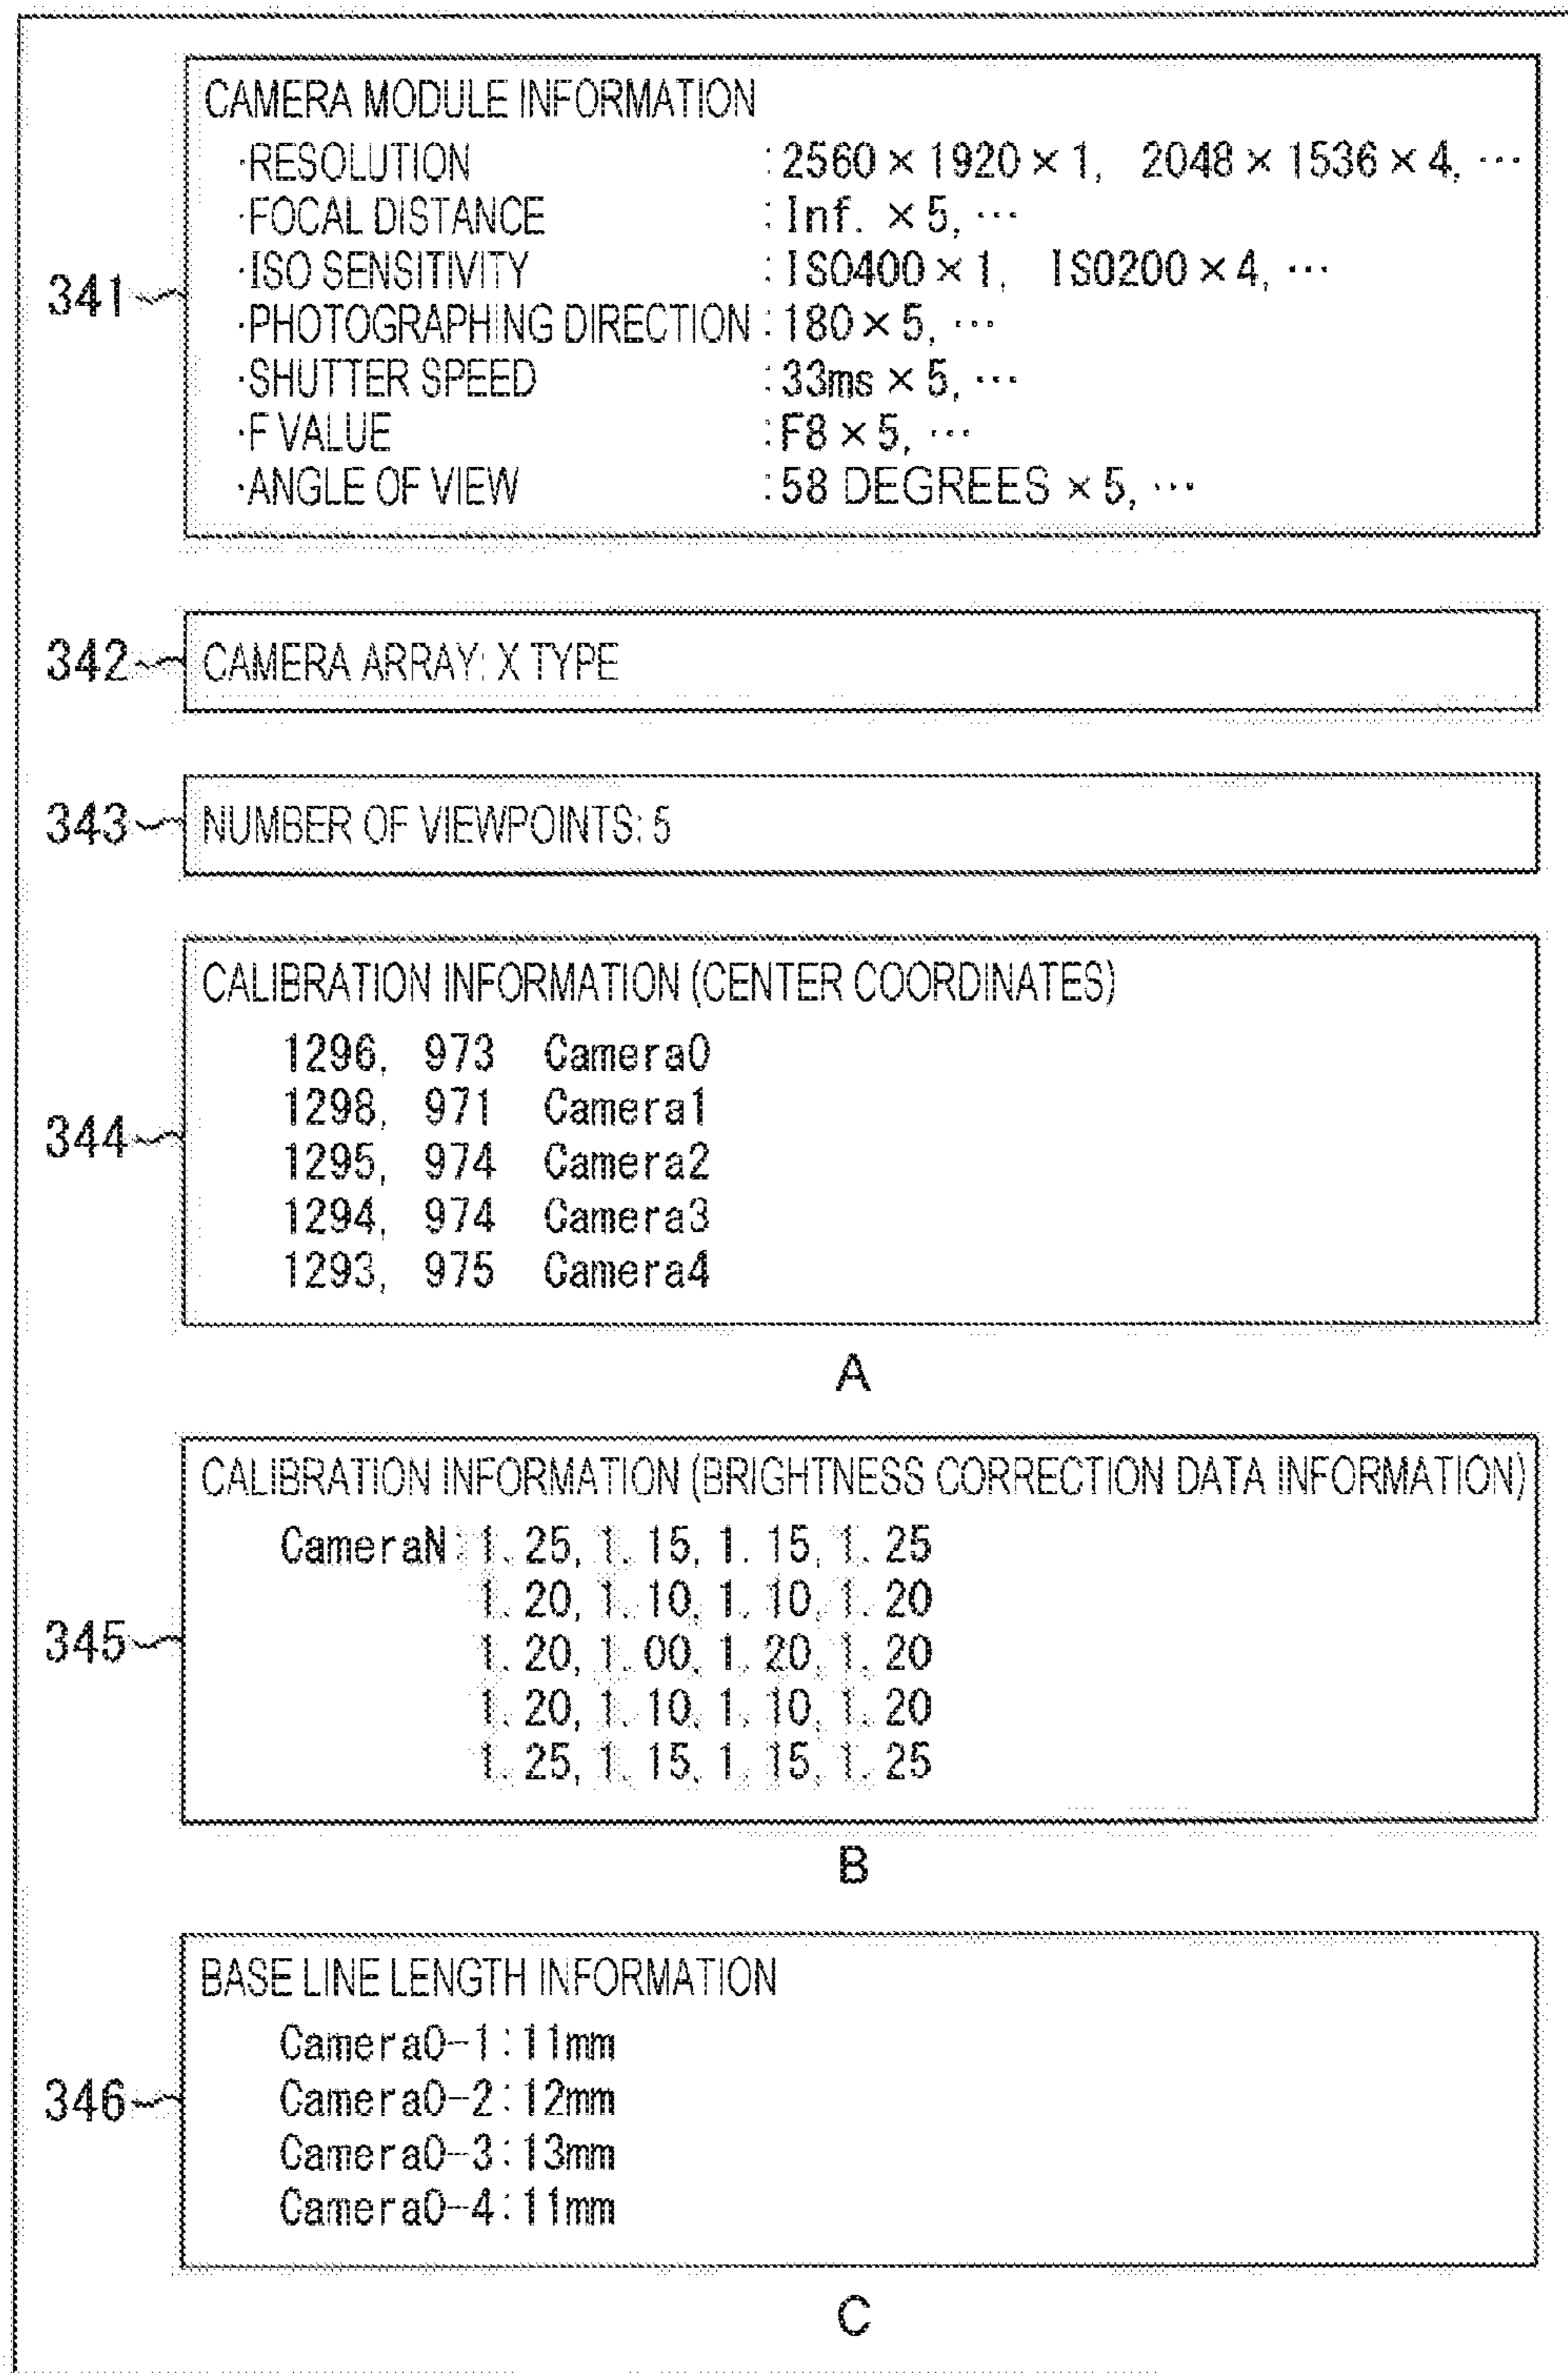 CAMERA MODULE INFORMATION
·RESOLUTION :2560×1920×1, 2048×1536×4, ···
·FOCAL DISTANCE :Inf. ×5, ···
·ISO SENSITIVITY :ISO400×1, ISO200×4, ···
341
·PHOTOGRAPHING DIRECTION :180×5, ···
·SHUTTER SPEED :33ms×5, ···
·F VALUE :F8×5, ···
·ANGLE OF VIEW :58 DEGREES×5, ···
342 CAMERA ARRAY: X TYPE
343 NUMBER OF VIEWPOINTS: 5
CALIBRATION INFORMATION (CENTER COORDINATES)
1296, 973 Camera0
1298, 971 Camera1
344
1295, 974 Camera2
1294, 974 Camera3
1293, 975 Camera4
A
CALIBRATION INFORMATION (BRIGHTNESS CORRECTION DATA INFORMATION)
CameraN:1.25, 1.15, 1.15, 1.25
1.20, 1.10, 1.10, 1.20
345 1.20, 1.00, 1.20, 1.20
1.20, 1.10, 1.10, 1.20
1.25, 1.15, 1.15, 1.25
B
BASE LINE LENGTH INFORMATION
Camera0-1:11mm
346 Camera0-2:12mm
Camera0-3:13mm
Camera0-4:11mm
C